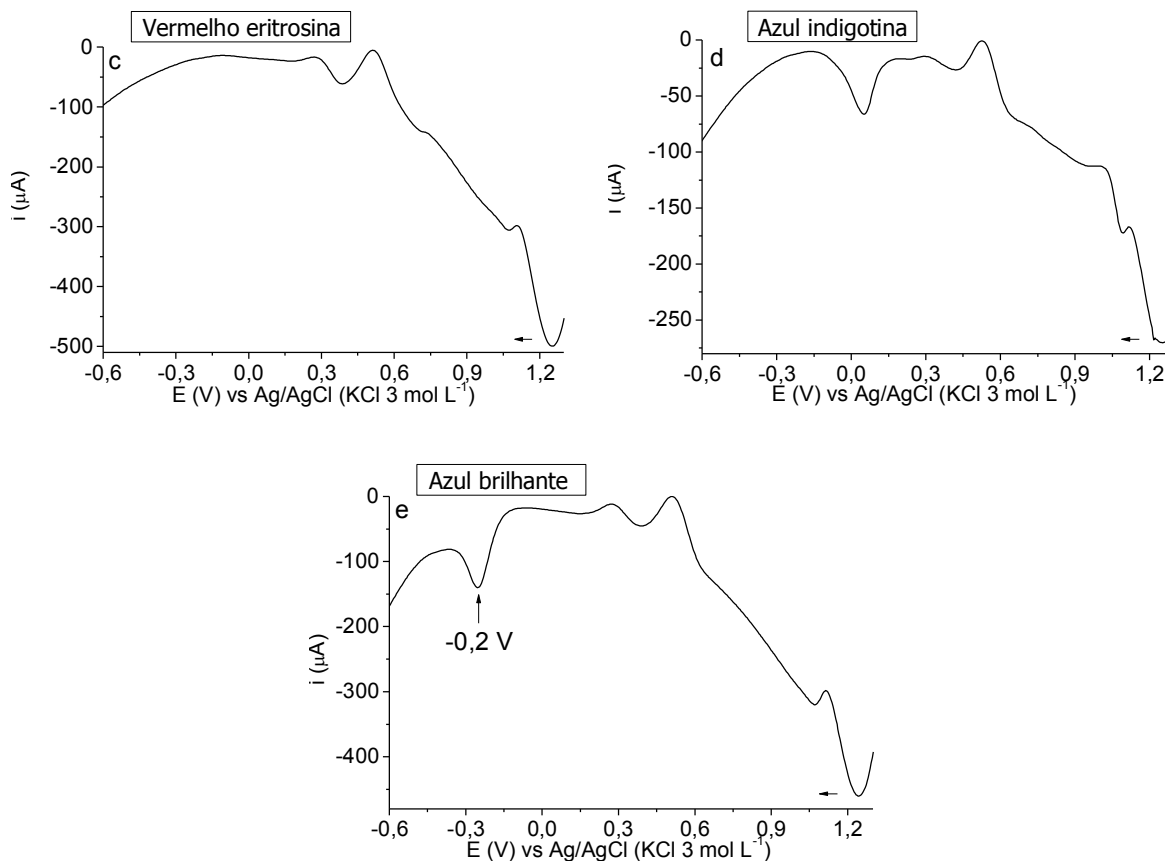 Vermelho eritrosina
c
0
-100
-200
-300
-400
-500
i (µA)
-0,6 -0,3 0,0 0,3 0,6 0,9 1,2
E (V) vs Ag/AgCl (KCl 3 mol L⁻¹)
Azul indigotina
d
0
-50
-100
-150
-200
-250
I (µA)
-0,6 -0,3 0,0 0,3 0,6 0,9 1,2
E (V) vs Ag/AgCl (KCl 3 mol L⁻¹)
Azul brilhante
e
0
-100
-200
-300
-400
i (µA)
-0,2 V
-0,6 -0,3 0,0 0,3 0,6 0,9 1,2
E (V) vs Ag/AgCl (KCl 3 mol L⁻¹)